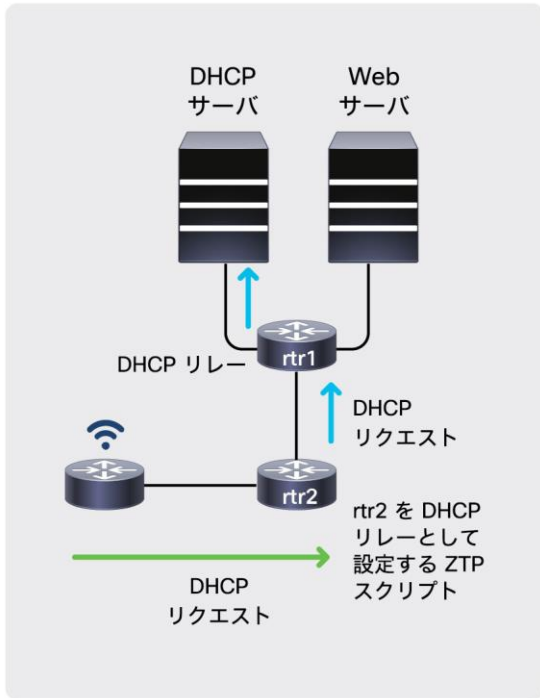 DHCP
サーバ
Web
サーバ
DHCP リレー
rtr1
DHCP
リクエスト
rtr2
rtr2 を DHCP
リレーとして
設定する ZTP
スクリプト
DHCP
リクエスト